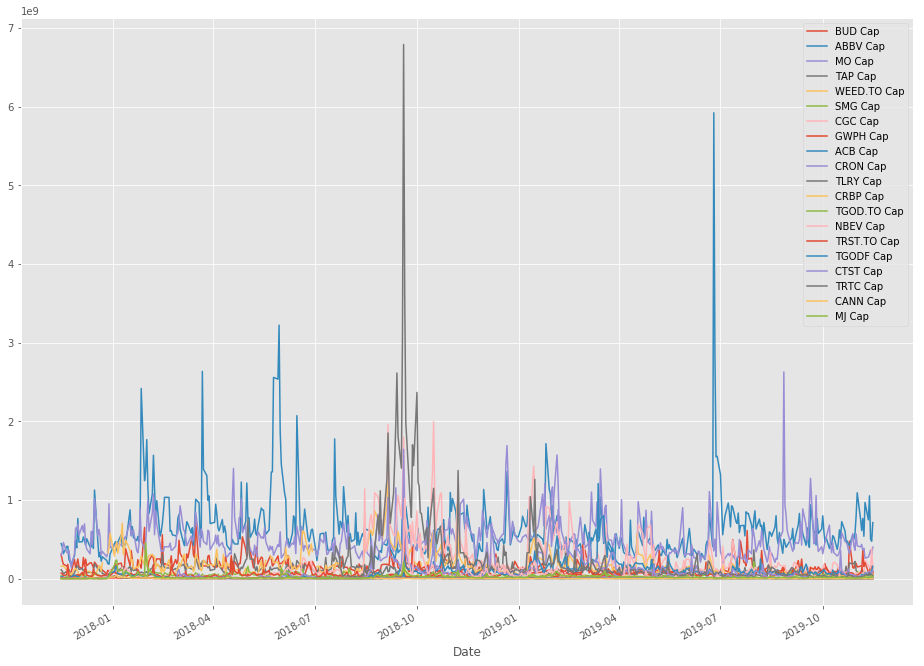 1e9
7
6
5
4
3
2
1
0
BUD Cap
ABBV Cap
MO Cap
TAP Cap
WEED.TO Cap
SMG Cap
CGC Cap
GWPH Cap
ACB Cap
CRON Cap
TLRY Cap
CRBP Cap
TGOD.TO Cap
NBEV Cap
TRST.TO Cap
TGODF Cap
CTST Cap
TRTC Cap
CANN Cap
MJ Cap
2018-01
2018-04
2018-07
2018-10
2019-01
2019-04
2019-07
2019-10
Date